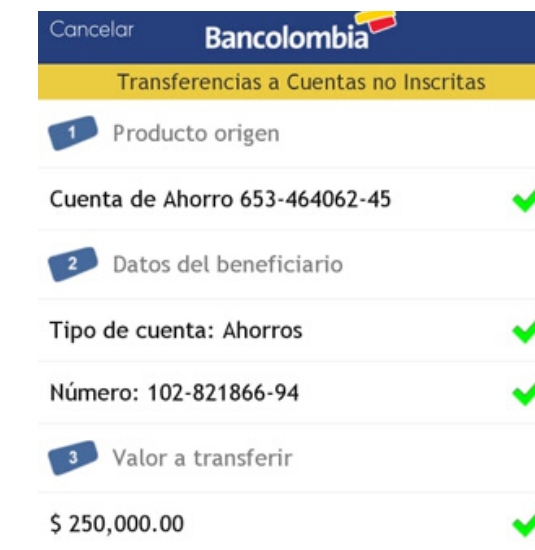 Cancelar
Bancolombia
Transferencias a Cuentas no Inscritas
1 Producto origen
Cuenta de Ahorro 653-464062-45
2 Datos del beneficiario
Tipo de cuenta: Ahorros
Número: 102-821866-94
3 Valor a transferir
$ 250,000.00